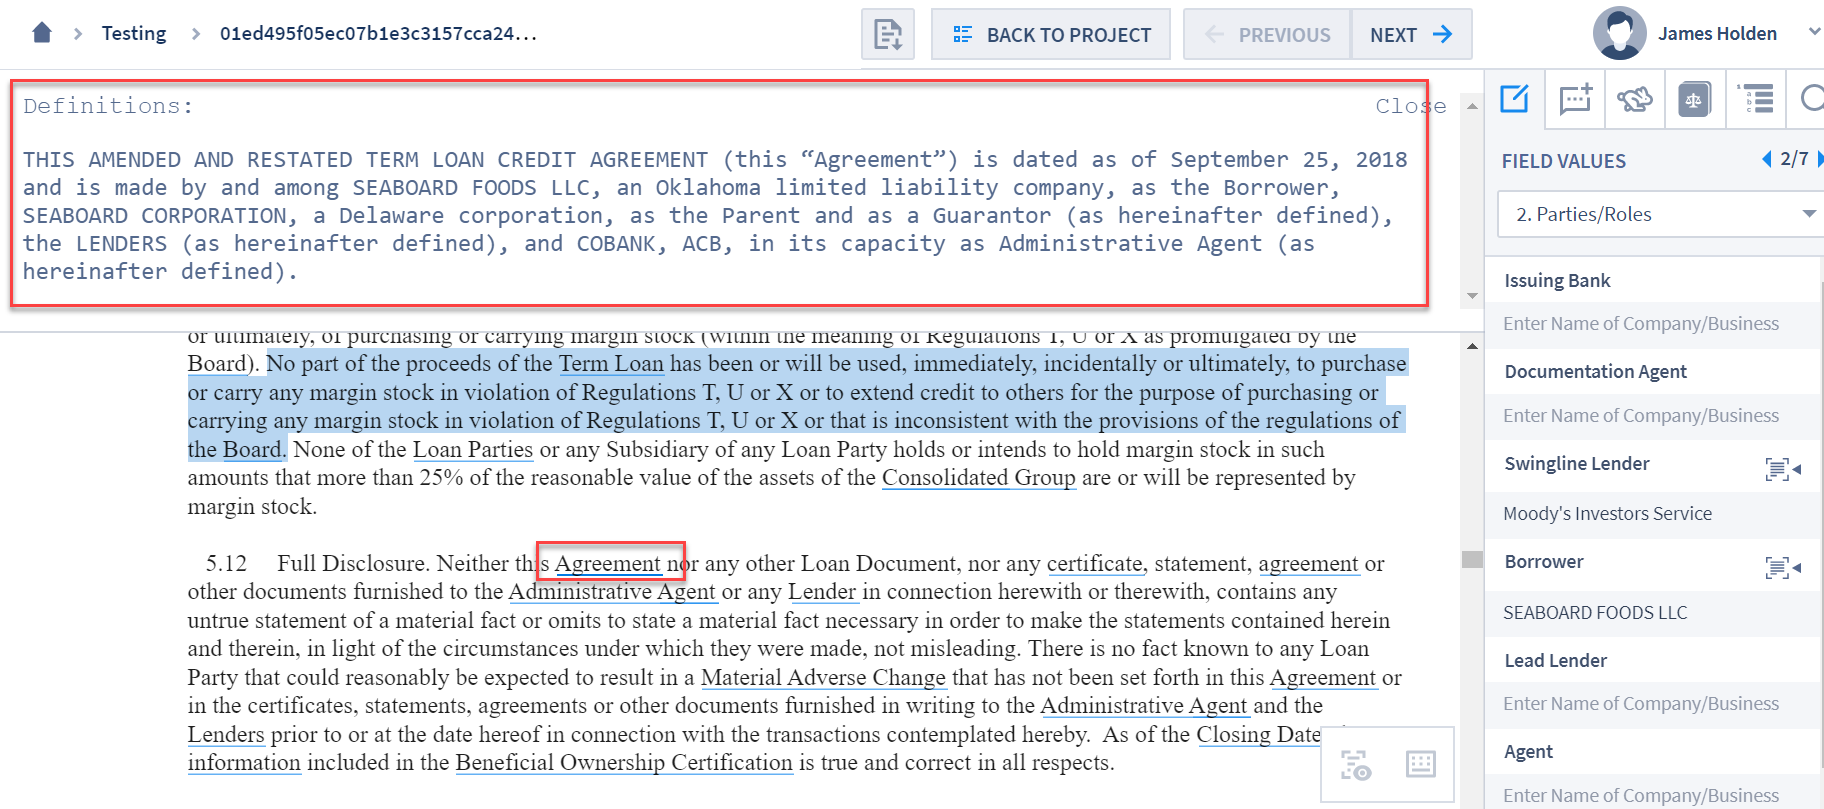 Testing
01ed495f05ec07b1e3c3157cca24...
BACK TO PROJECT
PREVIOUS
NEXT
James Holden
Definitions:
Close
THIS AMENDED AND RESTATED TERM LOAN CREDIT AGREEMENT (this “Agreement”) is dated as of September 25, 2018
and is made by and among SEABOARD FOODS LLC, an Oklahoma limited liability company, as the Borrower,
SEABOARD CORPORATION, a Delaware corporation, as the Parent and as a Guarantor (as hereinafter defined),
the LENDERS (as hereinafter defined), and COBANK, ACB, in its capacity as Administrative Agent (as
hereinafter defined).
or ultimately, of purchasing or carrying margin stock (within the meaning of Regulations T, U or X as promulgated by the
Board). No part of the proceeds of the Term Loan has been or will be used, immediately, incidentally or ultimately, to purchase
or carry any margin stock in violation of Regulations T, U or X or to extend credit to others for the purpose of purchasing or
carrying any margin stock in violation of Regulations T, U or X or that is inconsistent with the provisions of the regulations of
the Board. None of the Loan Parties or any Subsidiary of any Loan Party holds or intends to hold margin stock in such
amounts that more than 25% of the reasonable value of the assets of the Consolidated Group are or will be represented by
margin stock.
5.12 Full Disclosure. Neither this Agreement nor any other Loan Document, nor any certificate, statement, agreement or
other documents furnished to the Administrative Agent or any Lender in connection herewith or therewith, contains any
untrue statement of a material fact or omits to state a material fact necessary in order to make the statements contained herein
and therein, in light of the circumstances under which they were made, not misleading. There is no fact known to any Loan
Party that could reasonably be expected to result in a Material Adverse Change that has not been set forth in this Agreement or
in the certificates, statements, agreements or other documents furnished in writing to the Administrative Agent and the
Lenders prior to or at the date hereof in connection with the transactions contemplated hereby. As of the Closing Date
information included in the Beneficial Ownership Certification is true and correct in all respects.
FIELD VALUES
2/7
2. Parties/Roles
Issuing Bank
Enter Name of Company/Business
Documentation Agent
Enter Name of Company/Business
Swingline Lender
Moody's Investors Service
Borrower
SEABOARD FOODS LLC
Lead Lender
Enter Name of Company/Business
Agent
Enter Name of Company/Business